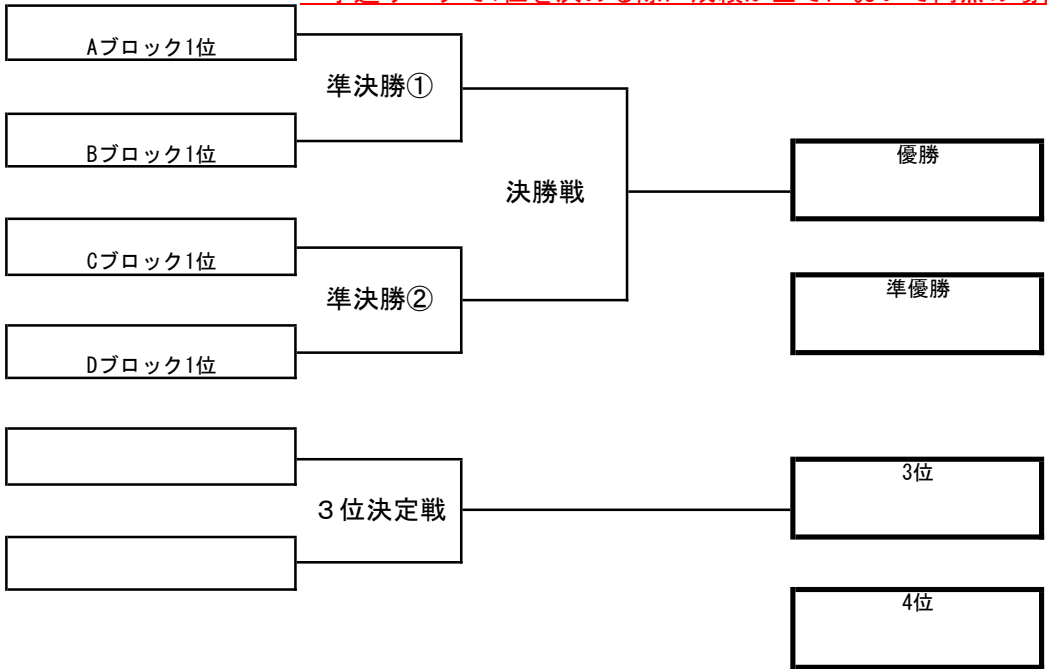 Aブロック1位
準決勝①
Bブロック1位
優勝
決勝戦
Cブロック1位
準決勝②
準優勝
Dブロック1位
3位
３位決定戦
4位